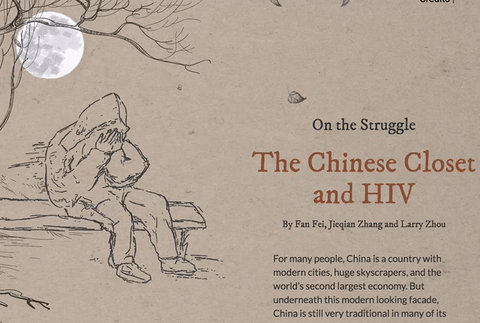 Credits
On the Struggle
The Chinese Closet
and HIV
By Fan Fei, Jieqian Zhang and Larry Zhou
For many people, China is a country with
modern cities, huge skyscrapers, and the
world's second largest economy. But
underneath this modern looking facade,
China is still very traditional in many of its